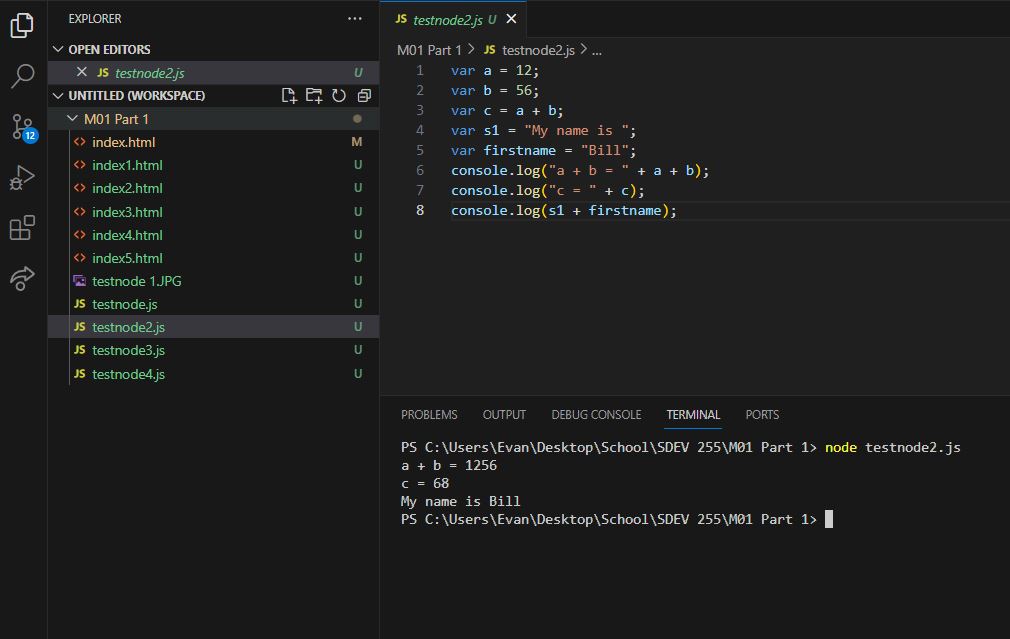 EXPLORER ...
OPEN EDITORS
JS testnode2.js U
UNTITLED (WORKSPACE)
M01 Part 1
<> index.html M
<> index1.html U
<> index2.html U
<> index3.html U
<> index4.html U
<> index5.html U
testnode 1.JPG U
JS testnode.js U
JS testnode2.js U
JS testnode3.js U
JS testnode4.js U
12
JS testnode2.js U
M01 Part 1 > JS testnode2.js > ...
1 var a = 12;
2 var b = 56;
3 var c = a + b;
4 var s1 = "My name is ";
5 var firstname = "Bill";
6 console.log("a + b = " + a + b);
7 console.log("c = " + c);
8 console.log(s1 + firstname);
PROBLEMS OUTPUT DEBUG CONSOLE TERMINAL PORTS
PS C:\Users\Evan\Desktop\School\SDEV 255\M01 Part 1> node testnode2.js
a + b = 1256
c = 68
My name is Bill
PS C:\Users\Evan\Desktop\School\SDEV 255\M01 Part 1>